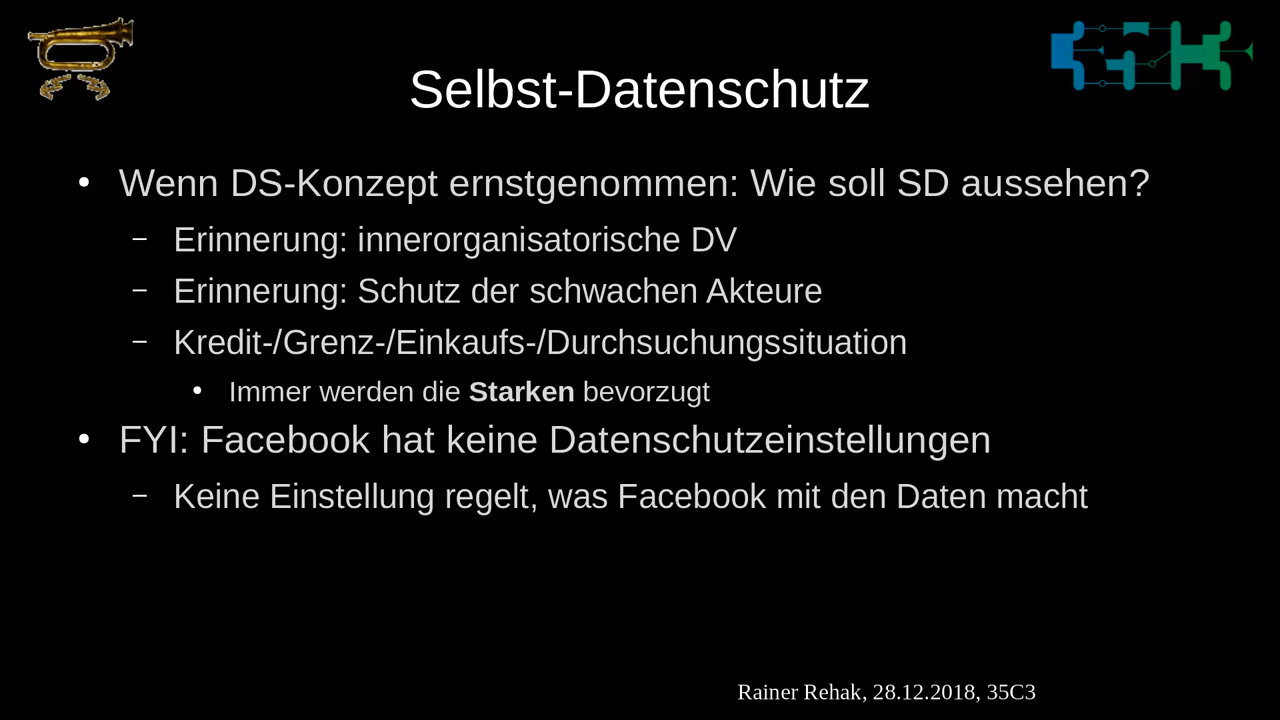 Selbst-Datenschutz
Wenn DS-Konzept ernstgenommen: Wie soll SD aussehen?
Erinnerung: innerorganisatorische DV
Erinnerung: Schutz der schwachen Akteure
Kredit-/Grenz-/Einkaufs-/Durchsuchungssituation
Immer werden die Starken bevorzugt
FYI: Facebook hat keine Datenschutzeinstellungen
Keine Einstellung regelt, was Facebook mit den Daten macht
Rainer Rehak, 28.12.2018, 35C3